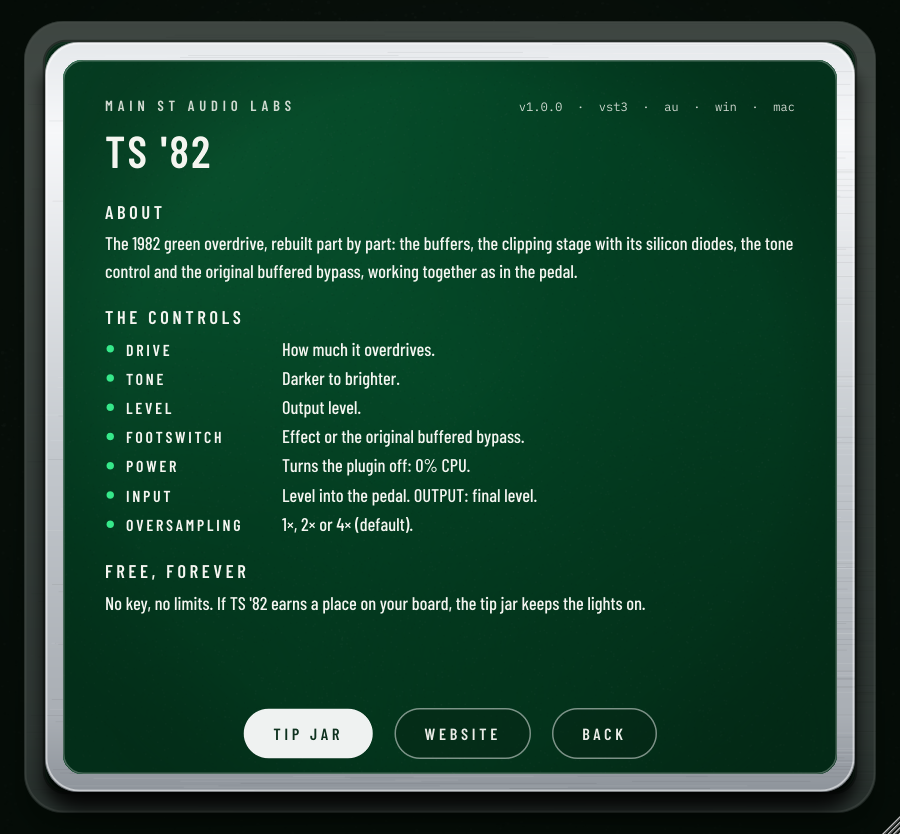 MAIN ST AUDIO LABS
v1.0.0 · vst3 · au · win · mac
TS '82
ABOUT
The 1982 green overdrive, rebuilt part by part: the buffers, the clipping stage with its silicon diodes, the tone
control and the original buffered bypass, working together as in the pedal.
THE CONTROLS
DRIVE How much it overdrives.
TONE Darker to brighter.
LEVEL Output level.
FOOTSWITCH Effect or the original buffered bypass.
POWER Turns the plugin off: 0% CPU.
INPUT Level into the pedal. OUTPUT: final level.
OVERSAMPLING 1×, 2× or 4× (default).
FREE, FOREVER
No key, no limits. If TS '82 earns a place on your board, the tip jar keeps the lights on.
TIP JAR WEBSITE BACK